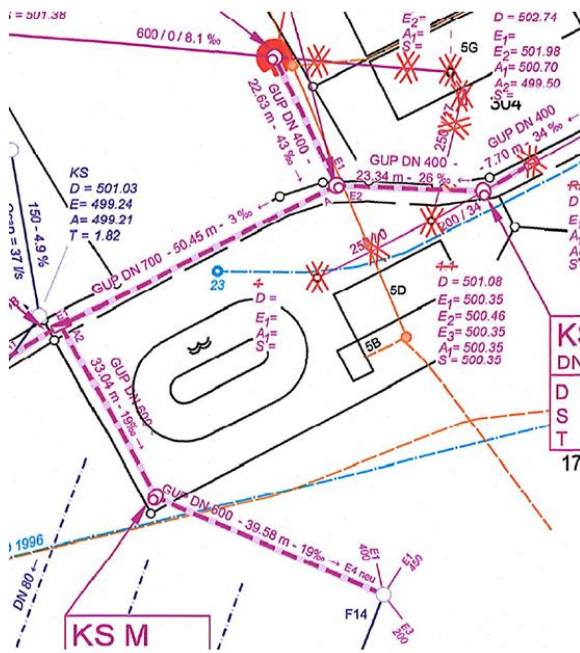 = 501.38
600 / 0 / 8.1 ‰
E2=
A1=
S =
D = 502.74
E1=
E2= 501.98
A1= 500.70
A2= 499.50
S =
5G
304
GUP DN 400 -
22.63 m - 43 ‰ →
E1
A
E2
GUP DN 400 -
23.34 m - 26 ‰ ←
GUP DN 400
-7.70 m - 34 ‰ ←
200 / 34
KS
D = 501.03
E= 499.24
A= 499.21
T = 1.82
150 - 4.9 %
= 37 l/s
GUP DN 700 - 50.45 m - 3 ‰ ←
23
D =
E1=
A1=
S =
5D
5B
D = 501.08
E1= 500.35
E2= 500.46
E3= 500.35
A1= 500.35
S = 500.35
D
A2
GUP DN 600
33.04 m - 19‰ →
KS
DN
D
S
T
17
GUP DN 600 - 39.58 m - 19‰ →
E4 neu
1996
DN 80
E1
400
E3
200
F14
KS M